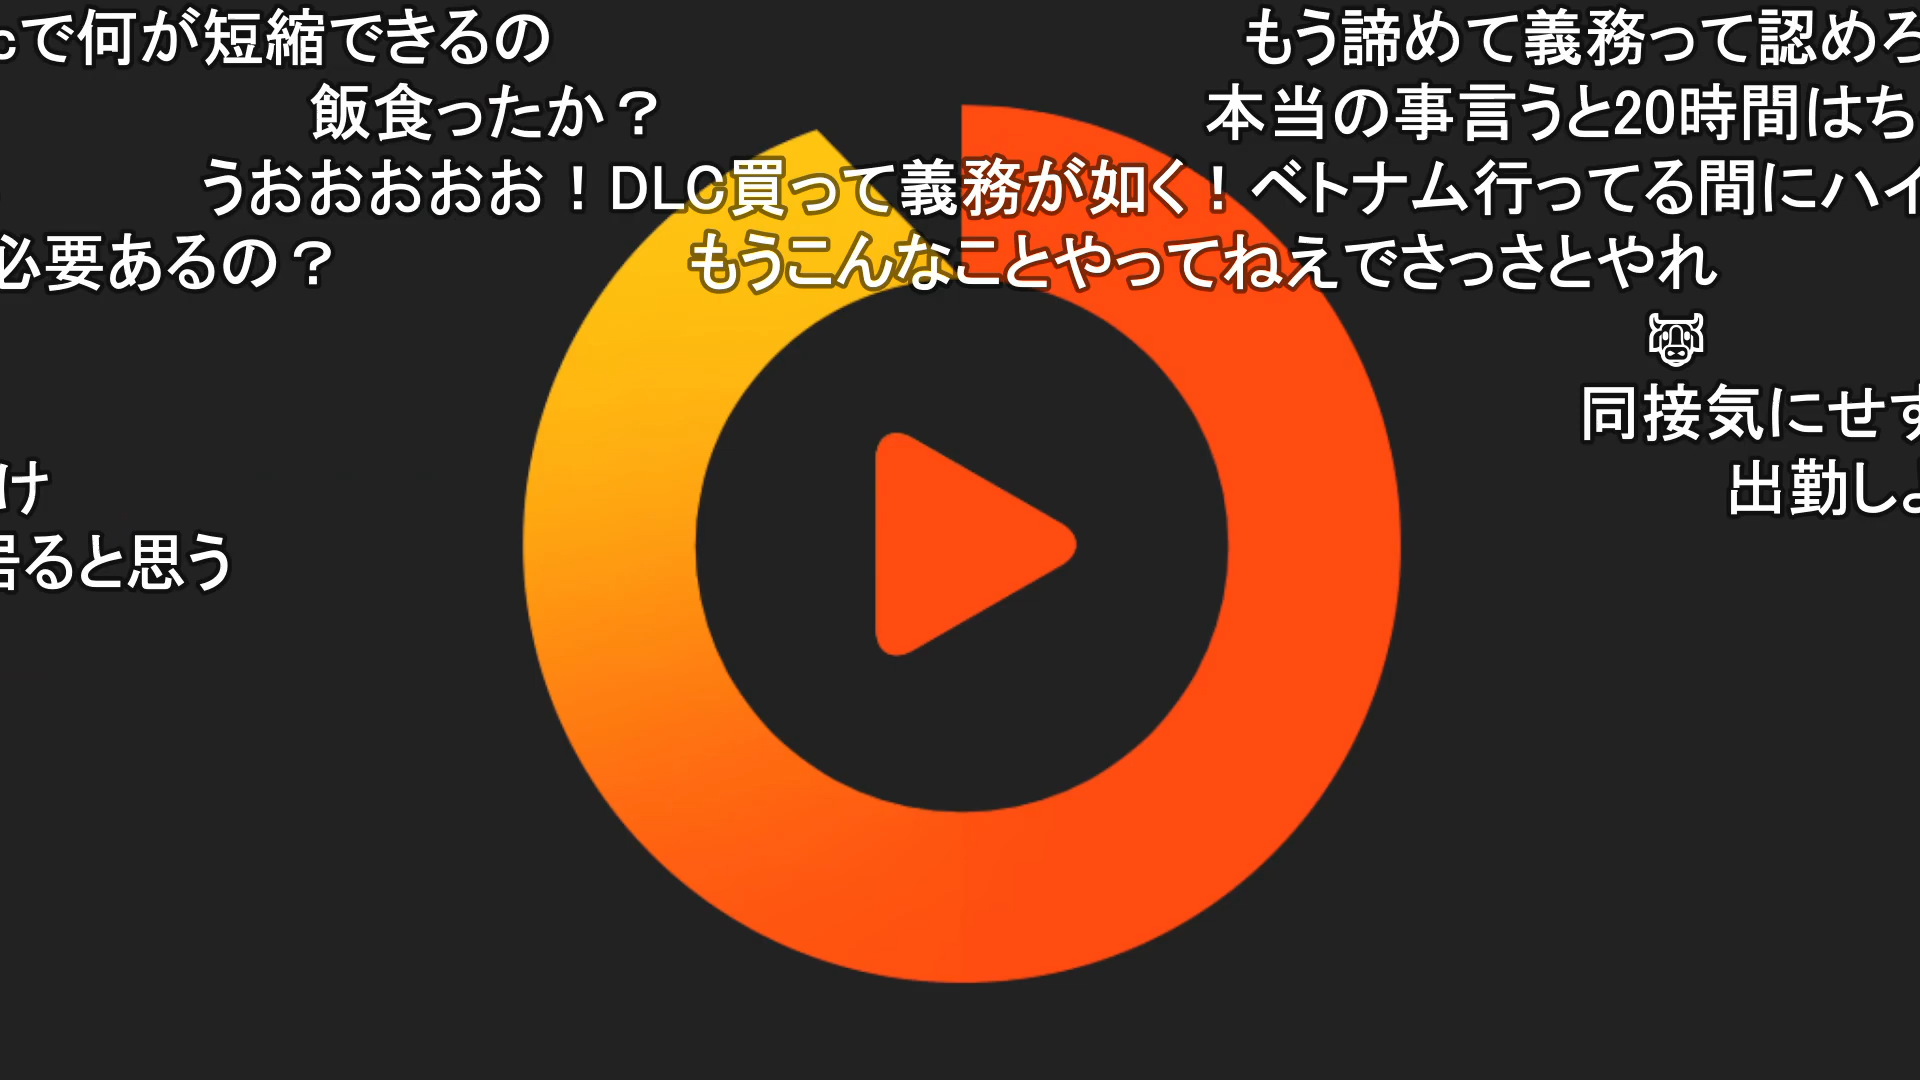 cで何が短縮できるの
もう諦めて義務って認めろ
飯食ったか？
本当の事言うと20時間はち
うおおおおお！DLC買って義務が如く！
ベトナム行ってる間にハイ
必要あるの？
もうこんなことやってねえでさっさとやれ
同接気にせず
け
出勤しよ
居ると思う